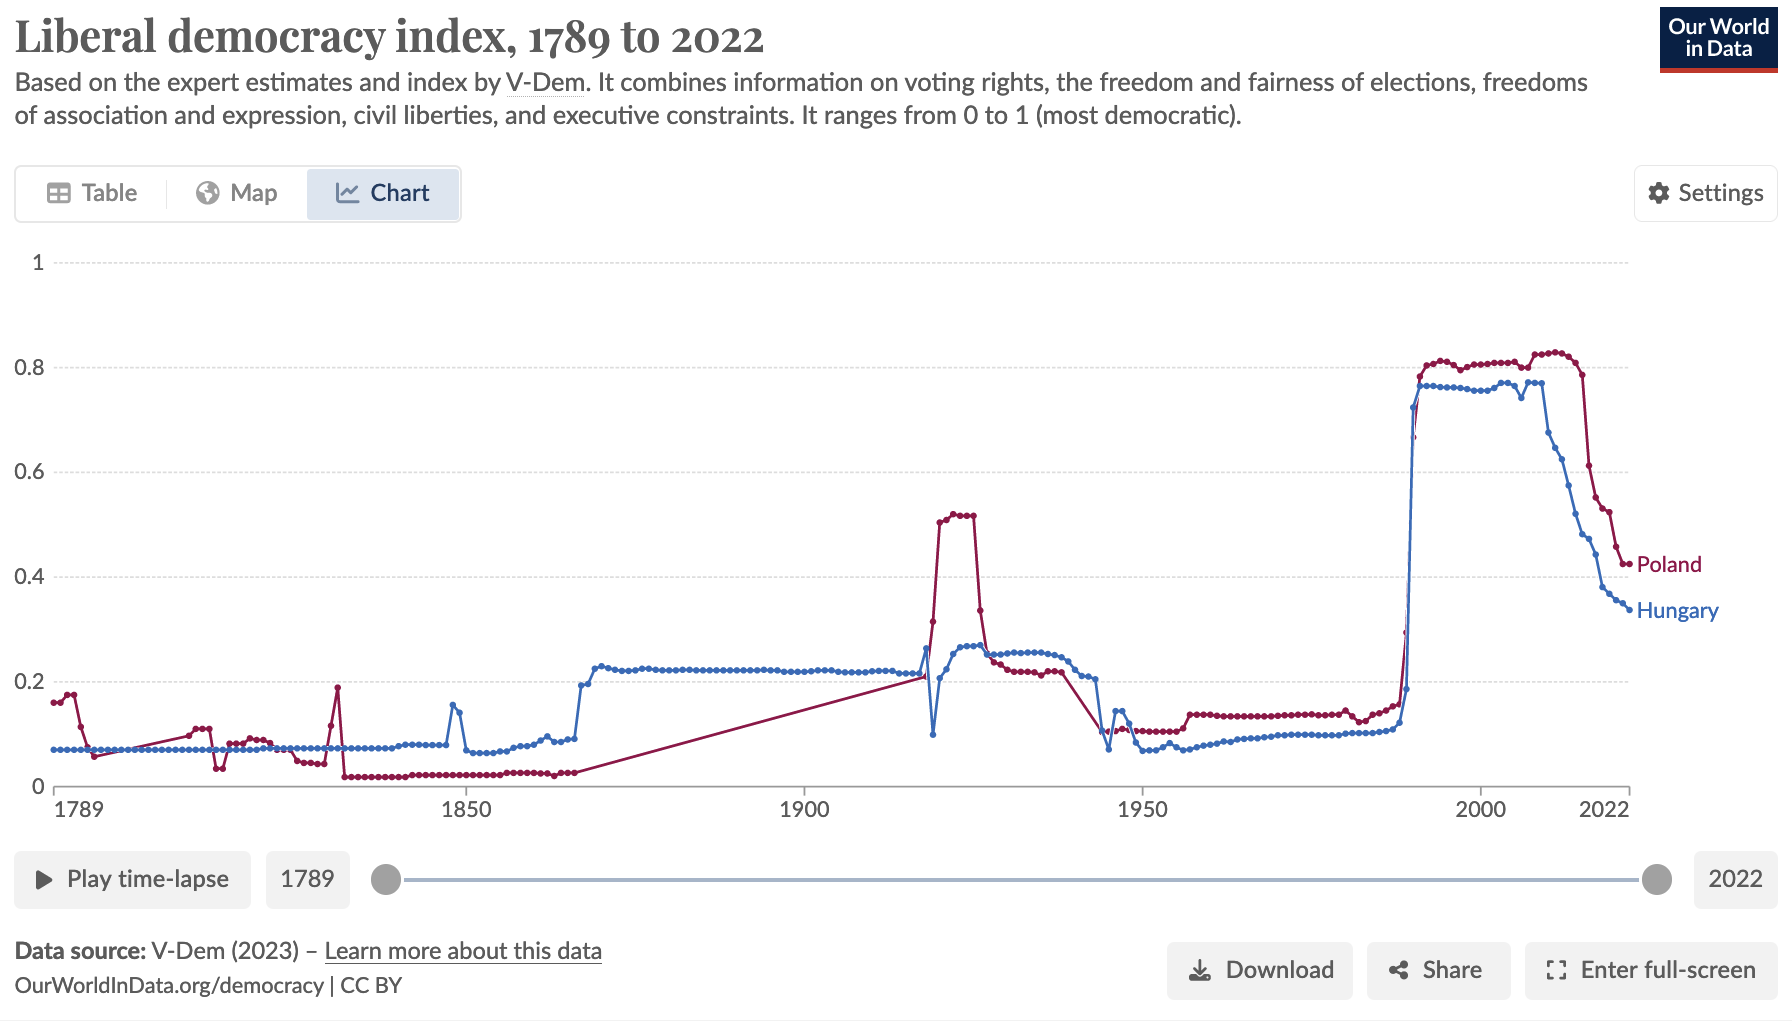 Liberal democracy index, 1789 to 2022
Our World
in Data
Based on the expert estimates and index by V-Dem. It combines information on voting rights, the freedom and fairness of elections, freedoms
of association and expression, civil liberties, and executive constraints. It ranges from 0 to 1 (most democratic).
Table
Map
Chart
Settings
1
0.8
0.6
0.4
0.2
0
Poland
Hungary
1789
1850
1900
1950
2000
2022
Play time-lapse
1789
2022
Data source: V-Dem (2023) – Learn more about this data
OurWorldInData.org/democracy | CC BY
Download
Share
Enter full-screen